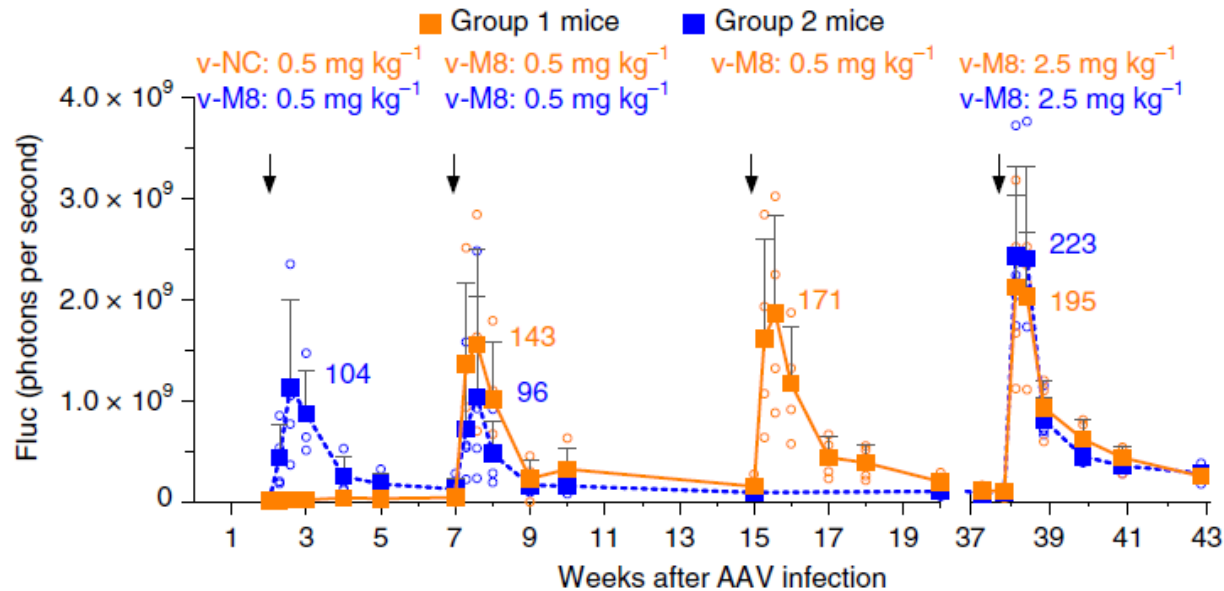 Group 1 mice Group 2 mice
v-NC: 0.5 mg kg⁻¹ v-M8: 0.5 mg kg⁻¹ v-M8: 0.5 mg kg⁻¹ v-M8: 2.5 mg kg⁻¹
v-M8: 0.5 mg kg⁻¹ v-M8: 0.5 mg kg⁻¹ v-M8: 2.5 mg kg⁻¹
4.0 × 10⁹
3.0 × 10⁹
2.0 × 10⁹
1.0 × 10⁹
0
Fluc (photons per second)
104
143
96
171
223
195
1 3 5 7 9 11 13 15 17 19 37 39 41 43
Weeks after AAV infection